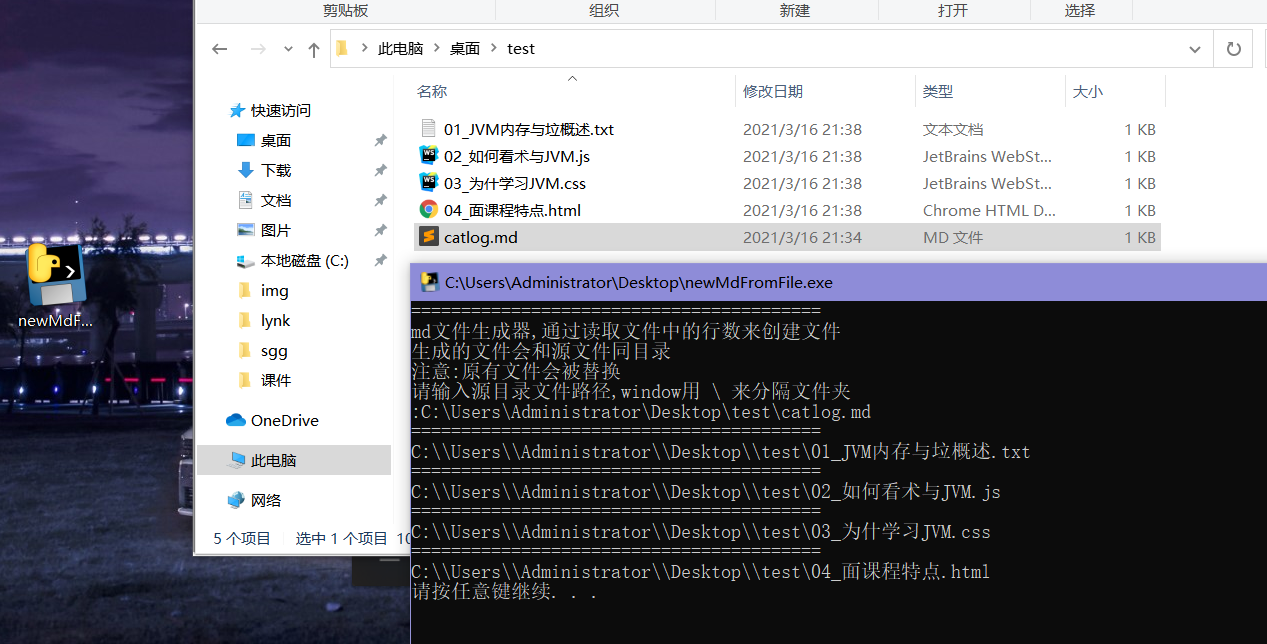 剪贴板 组织 新建 打开 选择
此电脑 > 桌面 > test
名称 修改日期 类型 大小
快速访问
桌面
下载
文档
图片
本地磁盘 (C:)
img
lynk
sgg
课件
OneDrive
此电脑
网络
01_JVM内存与垃概述.txt 2021/3/16 21:38 文本文档 1 KB
02_如何看术与JVM.js 2021/3/16 21:38 JetBrains WebSt... 1 KB
03_为什学习JVM.css 2021/3/16 21:38 JetBrains WebSt... 1 KB
04_面课程特点.html 2021/3/16 21:38 Chrome HTML D... 1 KB
catlog.md 2021/3/16 21:34 MD 文件 1 KB
5 个项目 选中 1 个项目 10
newMdF...
C:\Users\Administrator\Desktop\newMdFromFile.exe
=========================================
md文件生成器,通过读取文件中的行数来创建文件
生成的文件会和源文件同目录
注意:原有文件会被替换
请输入源目录文件路径,window用 \ 来分隔文件夹
:C:\Users\Administrator\Desktop\test\catlog.md
=========================================
C:\\Users\\Administrator\\Desktop\\test\01_JVM内存与垃概述.txt
=========================================
C:\\Users\\Administrator\\Desktop\\test\02_如何看术与JVM.js
=========================================
C:\\Users\\Administrator\\Desktop\\test\03_为什学习JVM.css
=========================================
C:\\Users\\Administrator\\Desktop\\test\04_面课程特点.html
请按任意键继续. . .